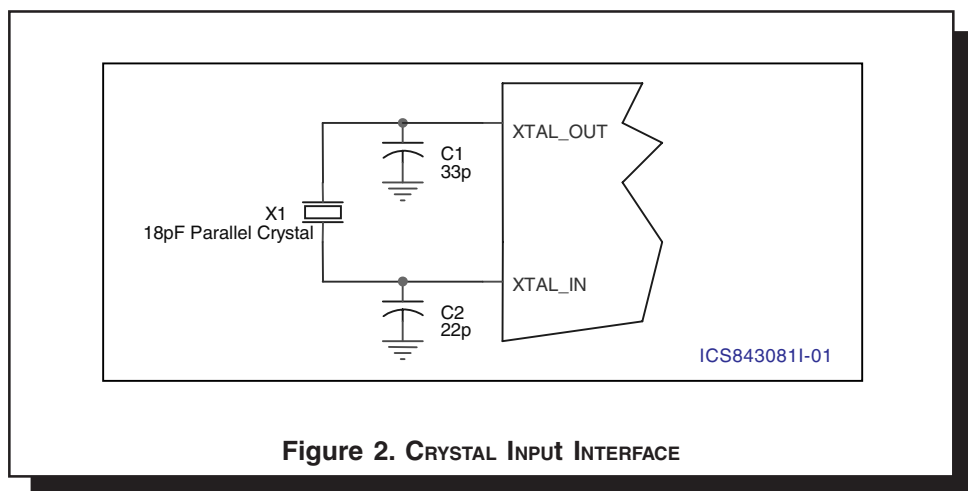 XTAL_OUT
C1
33p
X1
18pF Parallel Crystal
XTAL_IN
C2
22p
ICS843081I-01
Figure 2. CRYSTAL INPUT INTERFACE